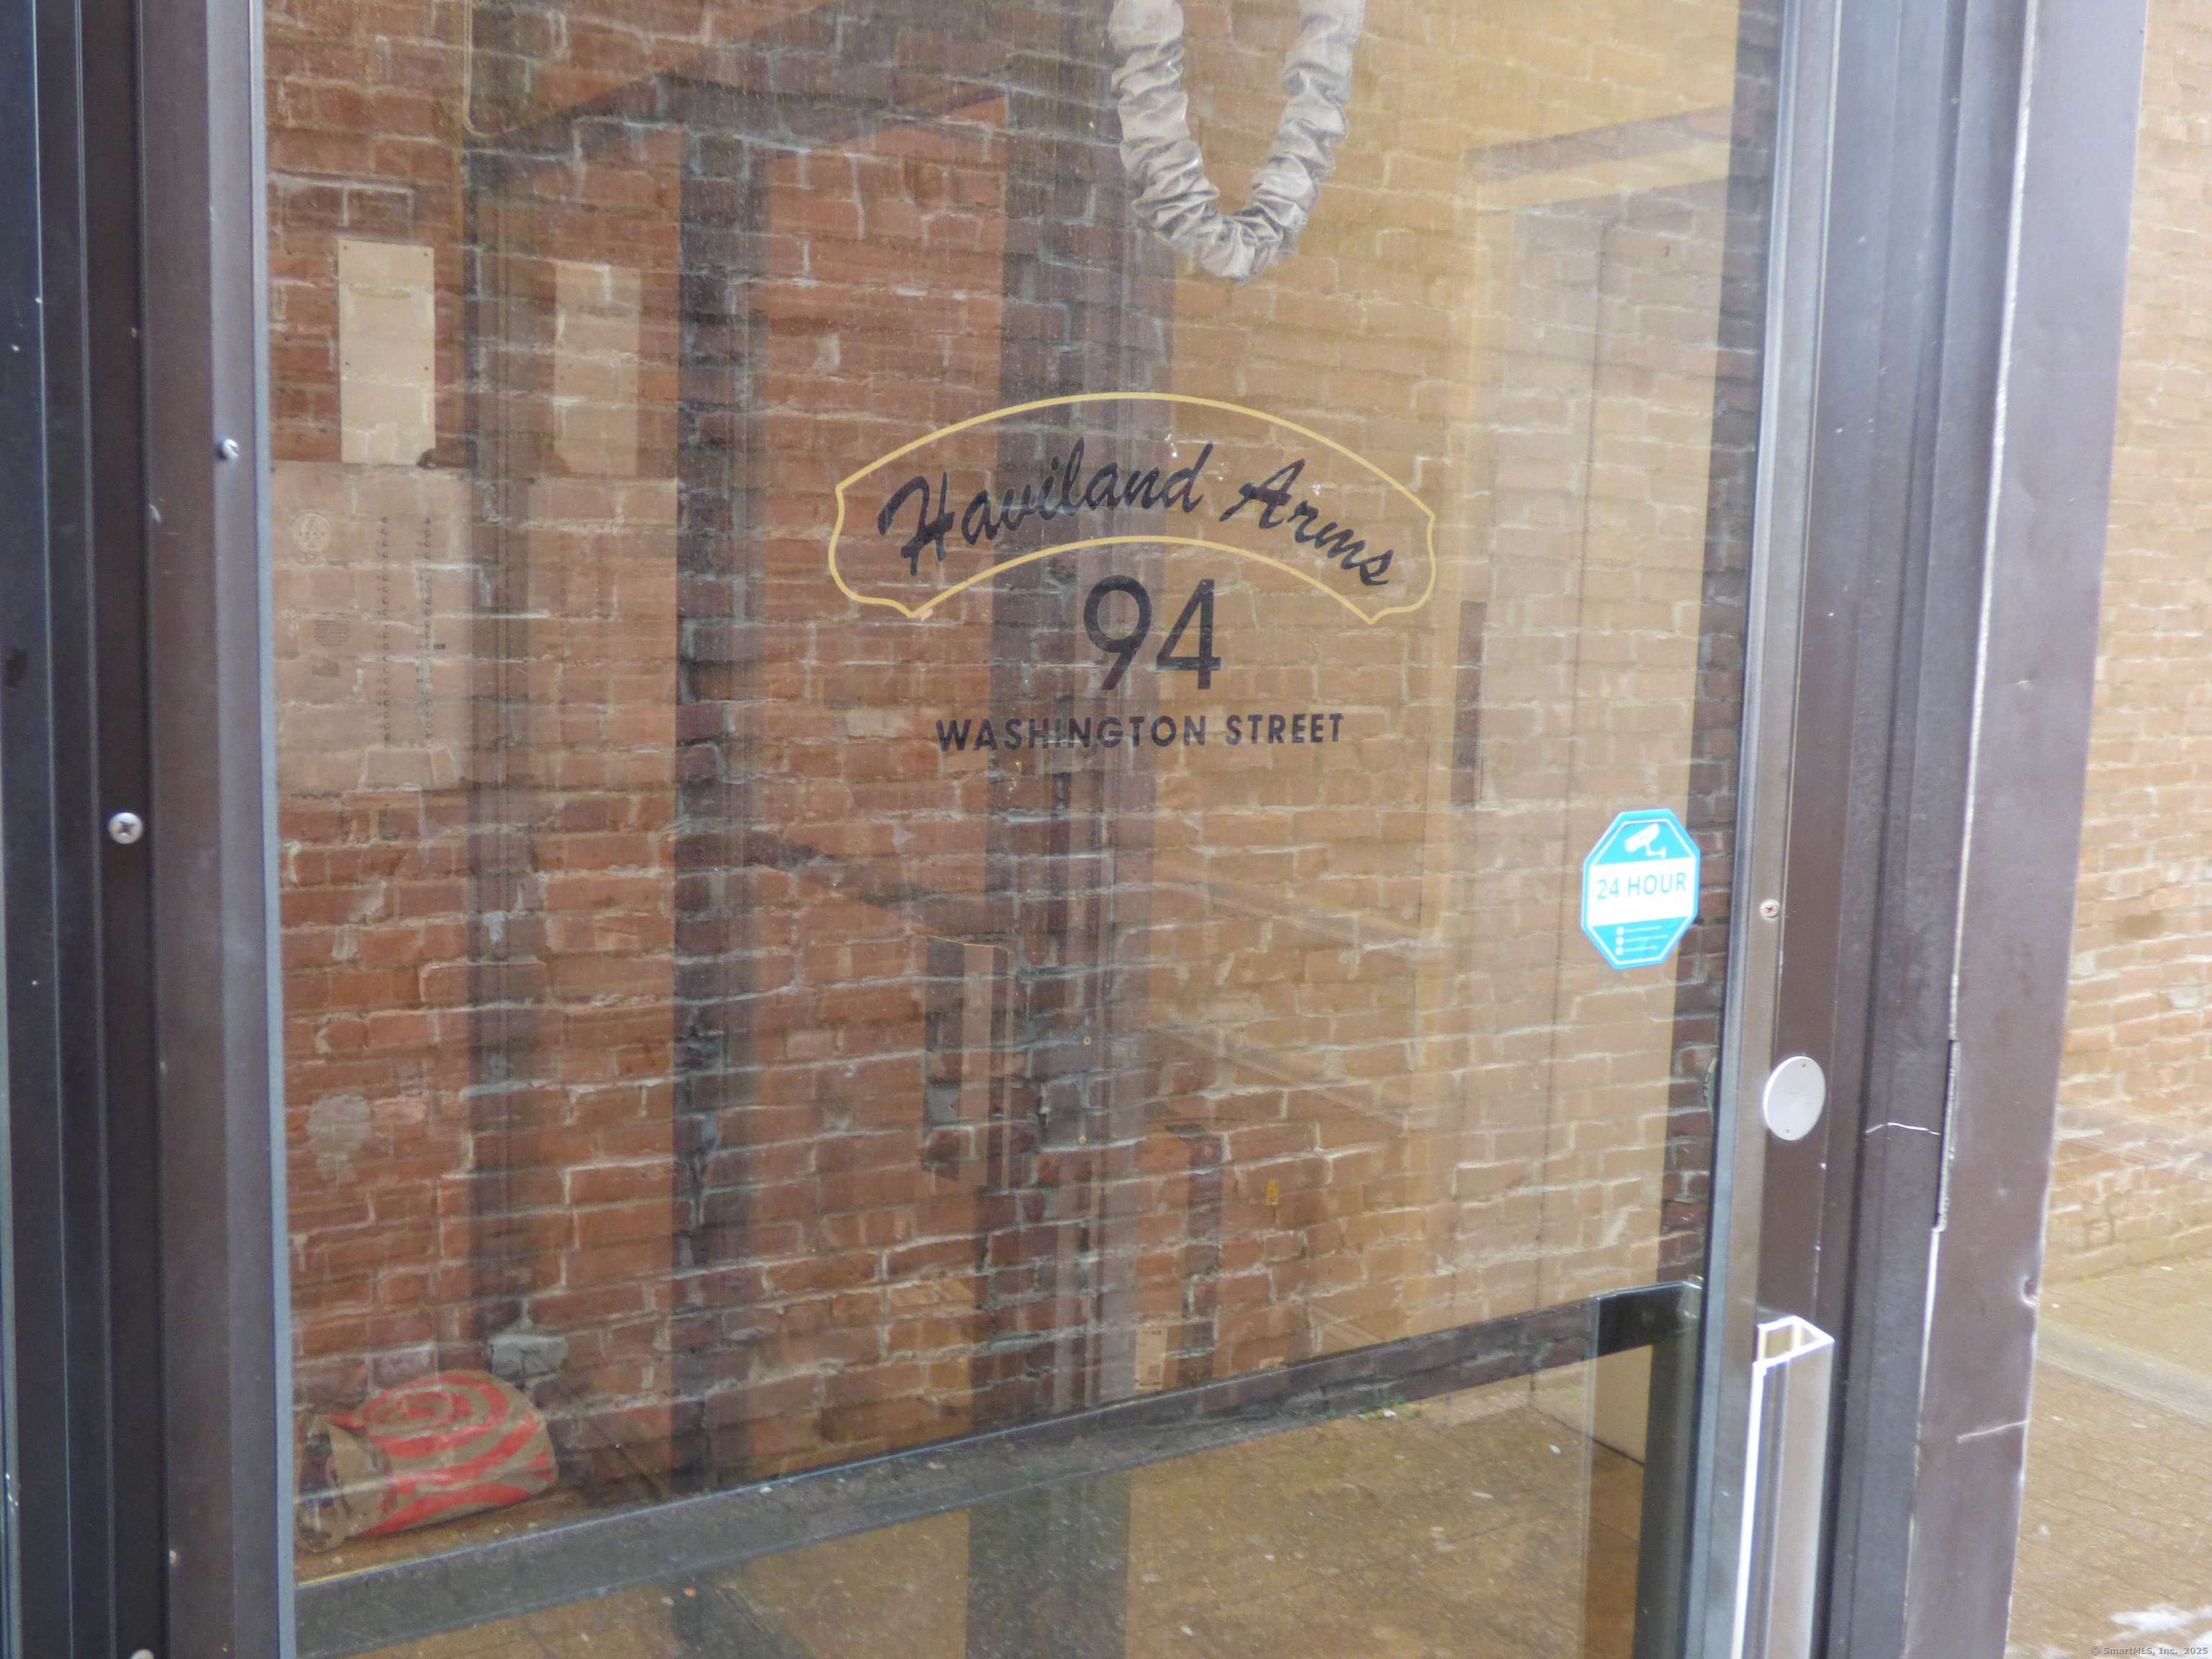 Haviland Arms
94
WASHINGTON STREET
24 HOUR
© SmartMLS, Inc. 2025